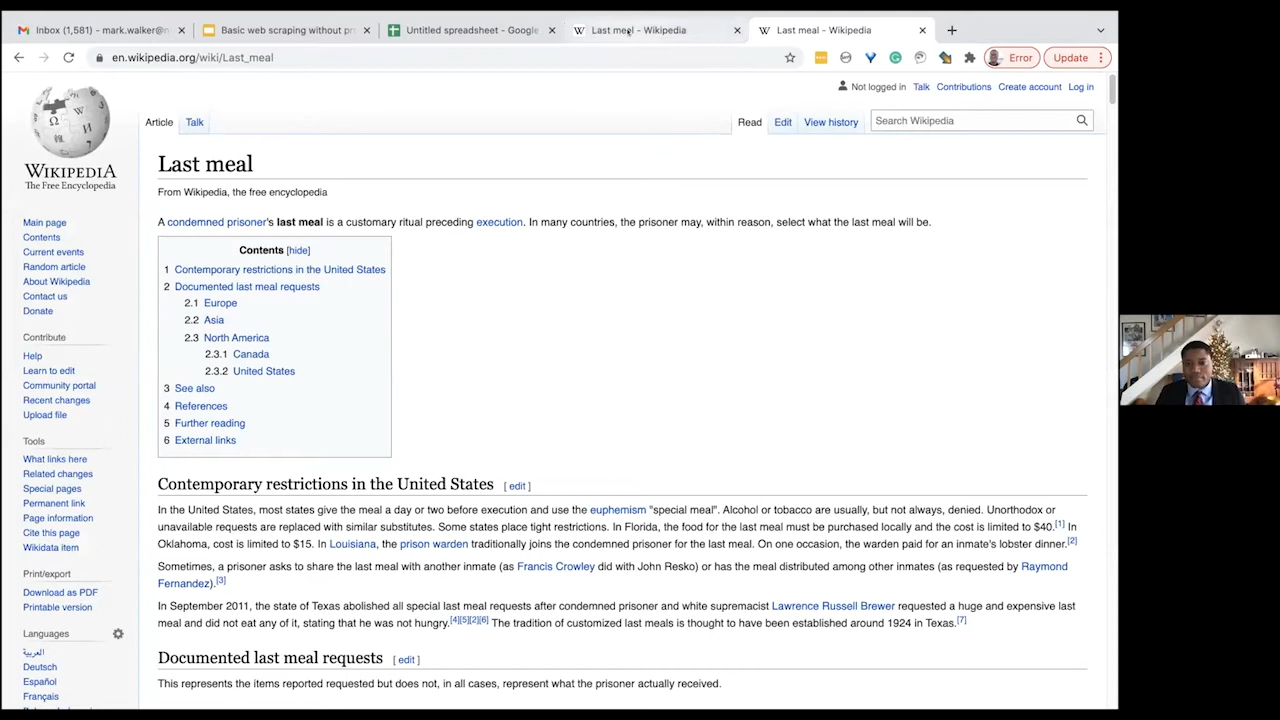 Inbox (1,581) - mark.walker@n
Basic web scraping without pr
Untitled spreadsheet - Google
Last meal - Wikipedia
Last meal - Wikipedia
en.wikipedia.org/wiki/Last_meal
Error
Update
Not logged in Talk Contributions Create account Log in
Article Talk
Read Edit View history
Search Wikipedia
WIKIPEDIA
The Free Encyclopedia
Main page
Contents
Current events
Random article
About Wikipedia
Contact us
Donate
Contribute
Help
Learn to edit
Community portal
Recent changes
Upload file
Tools
What links here
Related changes
Special pages
Permanent link
Page information
Cite this page
Wikidata item
Print/export
Download as PDF
Printable version
Languages
العربية
Deutsch
Español
Français
Last meal
From Wikipedia, the free encyclopedia
A condemned prisoner's last meal is a customary ritual preceding execution. In many countries, the prisoner may, within reason, select what the last meal will be.
Contents [hide]
1 Contemporary restrictions in the United States
2 Documented last meal requests
2.1 Europe
2.2 Asia
2.3 North America
2.3.1 Canada
2.3.2 United States
3 See also
4 References
5 Further reading
6 External links
Contemporary restrictions in the United States [ edit ]
In the United States, most states give the meal a day or two before execution and use the euphemism "special meal". Alcohol or tobacco are usually, but not always, denied. Unorthodox or
unavailable requests are replaced with similar substitutes. Some states place tight restrictions. In Florida, the food for the last meal must be purchased locally and the cost is limited to $40.[1] In
Oklahoma, cost is limited to $15. In Louisiana, the prison warden traditionally joins the condemned prisoner for the last meal. On one occasion, the warden paid for an inmate's lobster dinner.[2]
Sometimes, a prisoner asks to share the last meal with another inmate (as Francis Crowley did with John Resko) or has the meal distributed among other inmates (as requested by Raymond
Fernandez).[3]
In September 2011, the state of Texas abolished all special last meal requests after condemned prisoner and white supremacist Lawrence Russell Brewer requested a huge and expensive last
meal and did not eat any of it, stating that he was not hungry.[4][5][2][6] The tradition of customized last meals is thought to have been established around 1924 in Texas.[7]
Documented last meal requests [ edit ]
This represents the items reported requested but does not, in all cases, represent what the prisoner actually received.